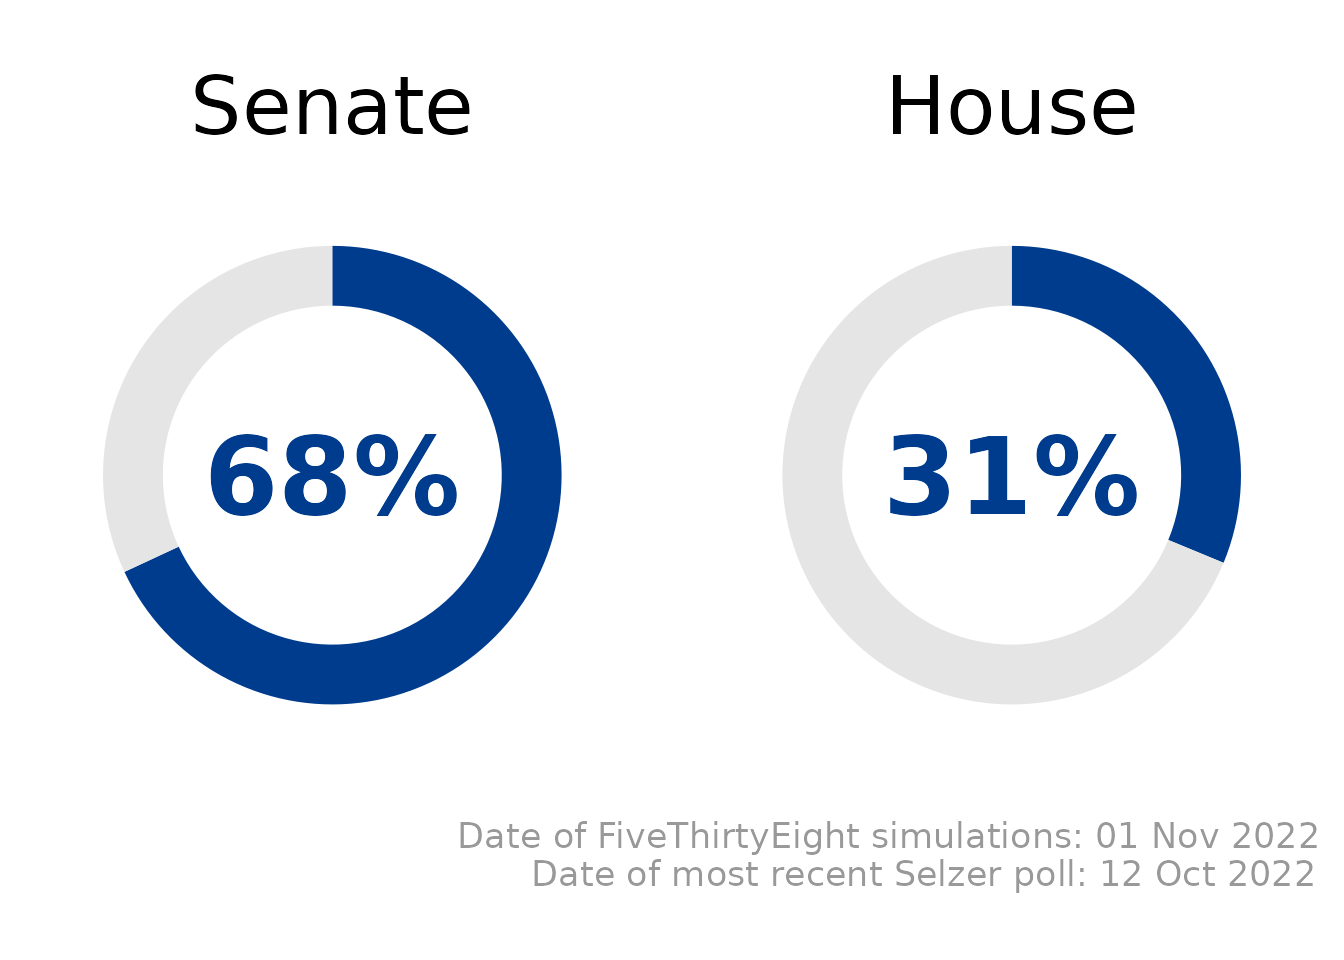 Senate
House
68%
31%
Date of FiveThirtyEight simulations: 01 Nov 2022
Date of most recent Selzer poll: 12 Oct 2022